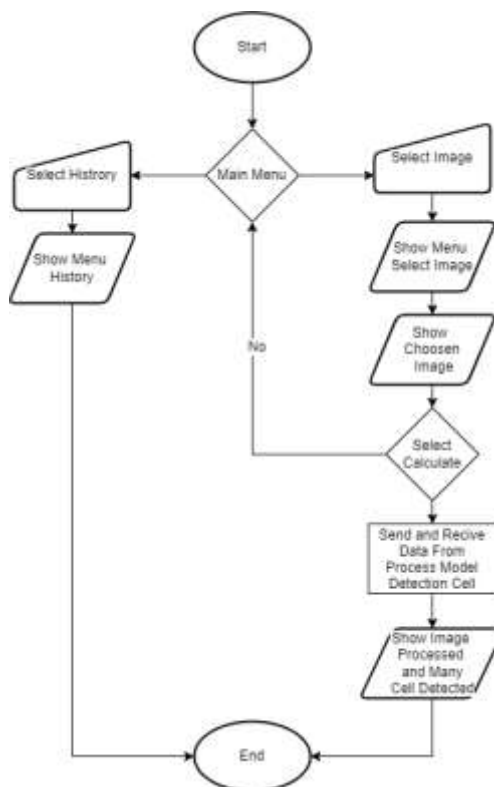 Start
Select Histrory
Main Menu
Select Image
Show Menu
History
Show Menu
Select Image
Show
Choosen
Image
No
Select
Calculate
Send and Recive
Data From
Process Model
Detection Cell
Show Image
Processed
and Many
Cell Detected
End